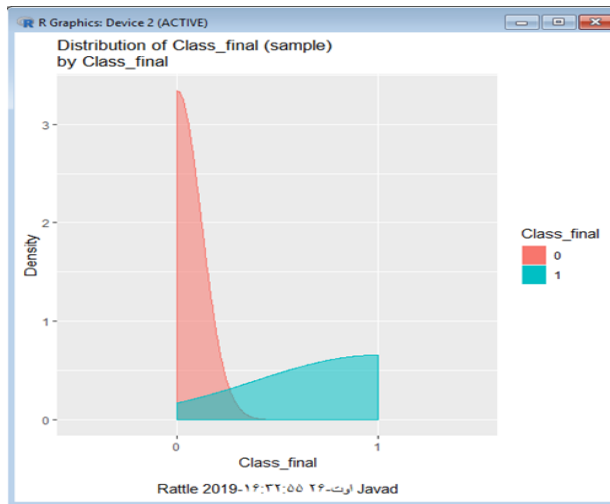 R Graphics: Device 2 (ACTIVE)
Distribution of Class_final (sample)
by Class_final
3
2
1
0
Density
0 1
Class_final
Class_final
0
1
Rattle 2019-اوت-۲۶ ۱۶:۳۲:۵۵ Javad